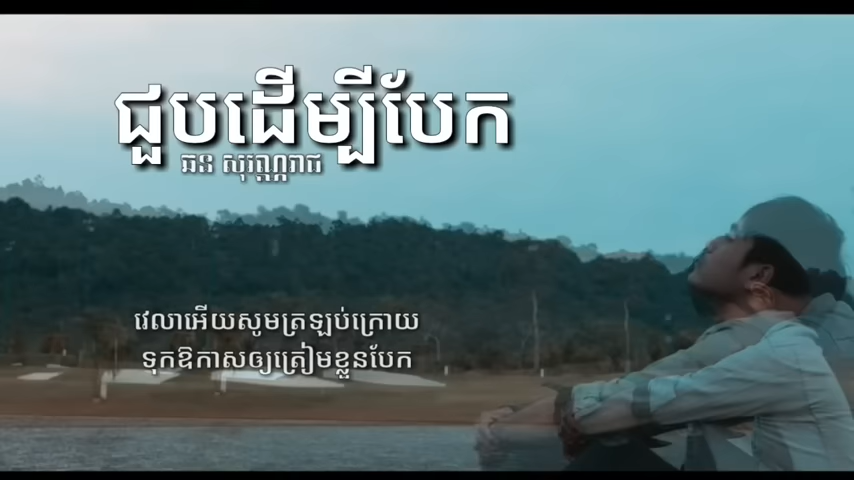 ជួបដើម្បីបែក
ឆន សុវណ្ណរាជ
វេលាអើយសូមត្រឡប់ក្រោយ
ទុកឱកាសឲ្យត្រៀមខ្លួនបែក